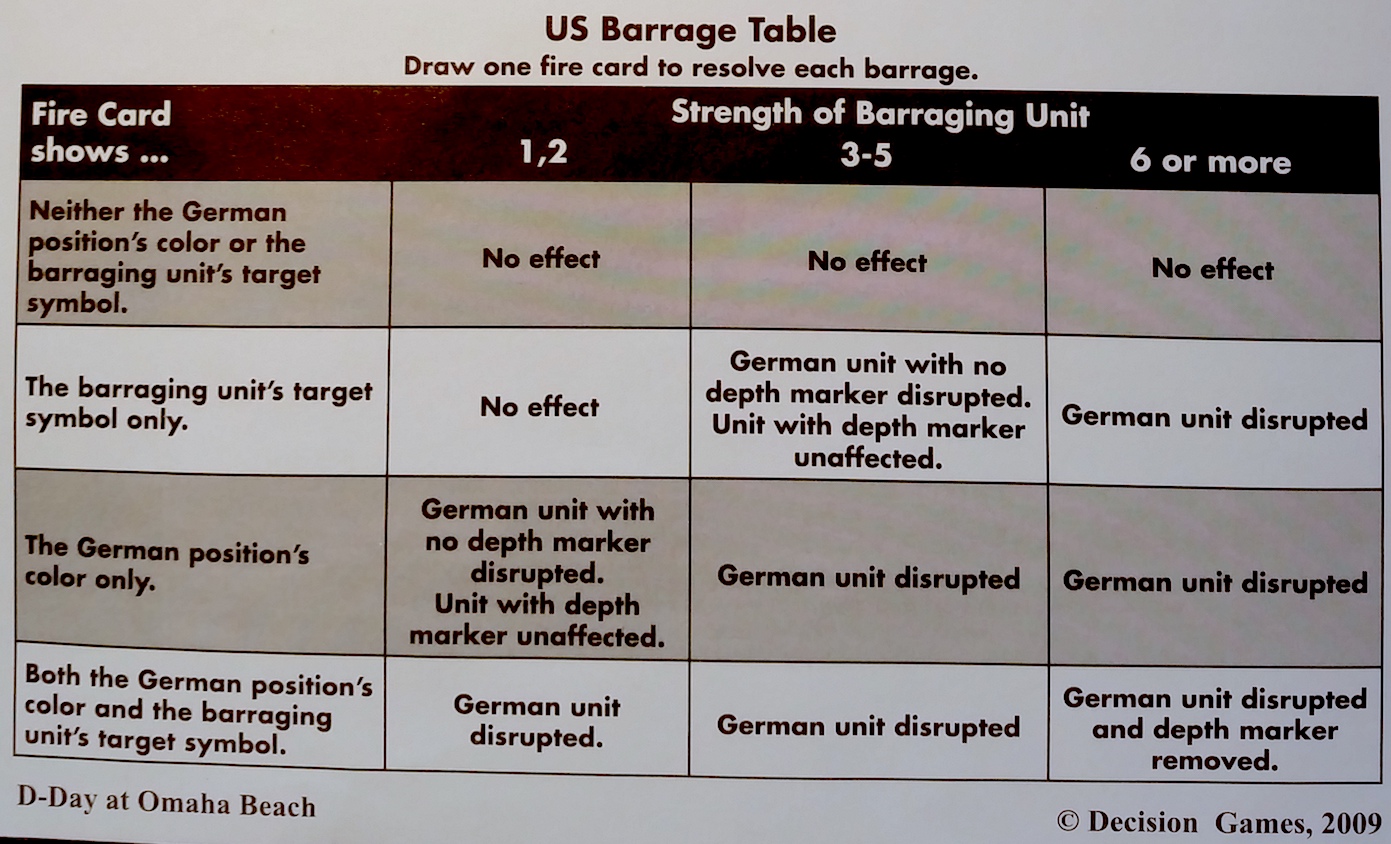 US Barrage Table
Draw one fire card to resolve each barrage.
Fire Card
shows ...
Strength of Barraging Unit
1,2
3-5
6 or more
Neither the German
position's color or the
barraging unit's target
symbol.
No effect
No effect
No effect
The barraging unit's target
symbol only.
No effect
German unit with no
depth marker disrupted.
Unit with depth marker
unaffected.
German unit disrupted
The German position's
color only.
German unit with
no depth marker
disrupted.
Unit with depth
marker unaffected.
German unit disrupted
German unit disrupted
Both the German position's
color and the barraging
unit's target symbol.
German unit
disrupted.
German unit disrupted
German unit disrupted
and depth marker
removed.
D-Day at Omaha Beach
© Decision Games, 2009